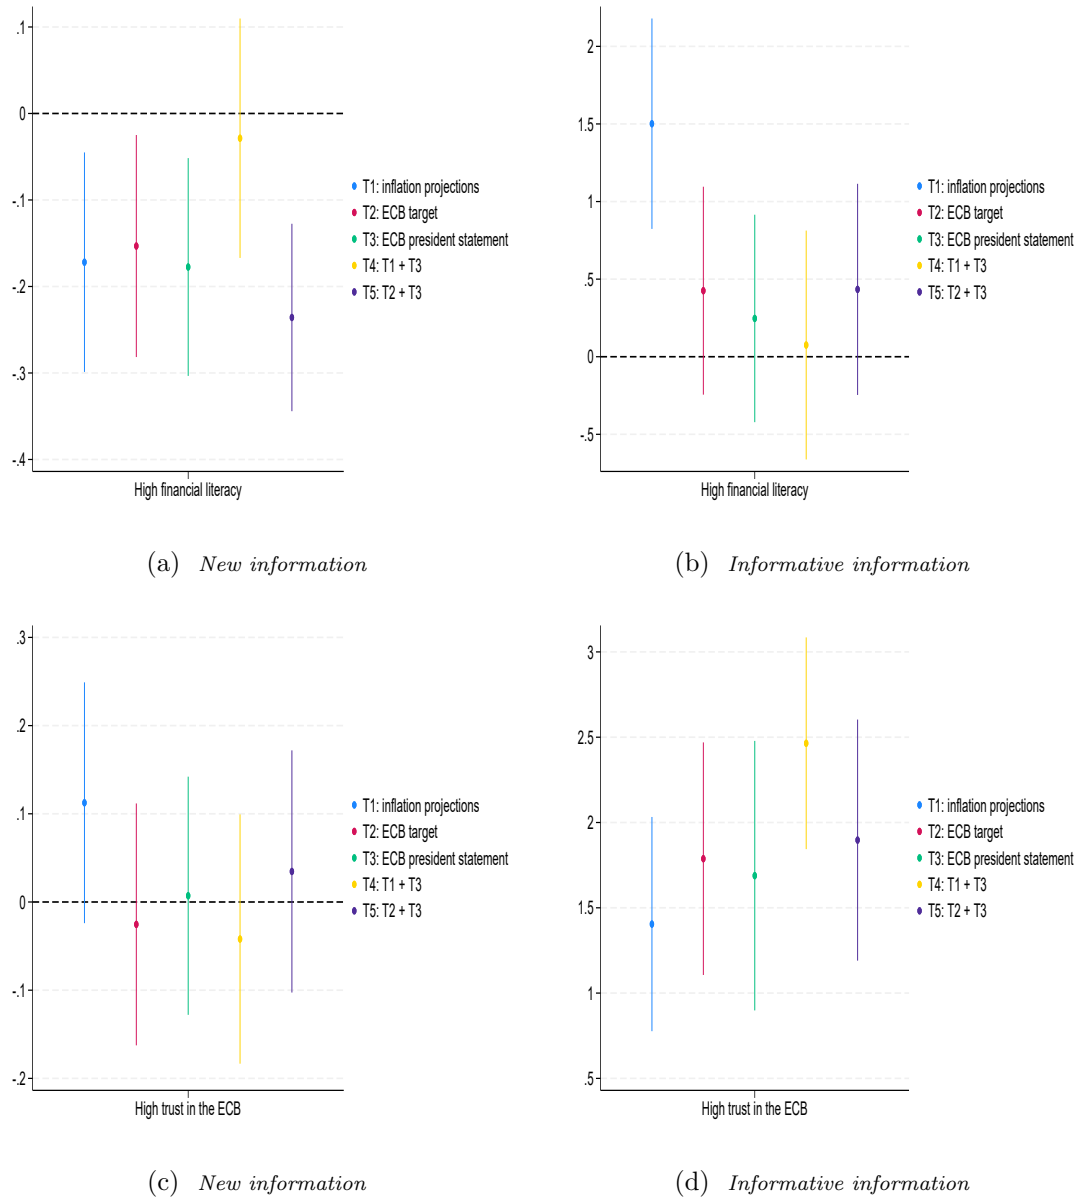 .1
0
-.1
-.2
-.3
-.4
High financial literacy
T1: inflation projections
T2: ECB target
T3: ECB president statement
T4: T1 + T3
T5: T2 + T3
(a) New information
2
1.5
1
.5
0
-.5
High financial literacy
T1: inflation projections
T2: ECB target
T3: ECB president statement
T4: T1 + T3
T5: T2 + T3
(b) Informative information
.3
.2
.1
0
-.1
-.2
High trust in the ECB
T1: inflation projections
T2: ECB target
T3: ECB president statement
T4: T1 + T3
T5: T2 + T3
(c) New information
3
2.5
2
1.5
1
.5
High trust in the ECB
T1: inflation projections
T2: ECB target
T3: ECB president statement
T4: T1 + T3
T5: T2 + T3
(d) Informative information